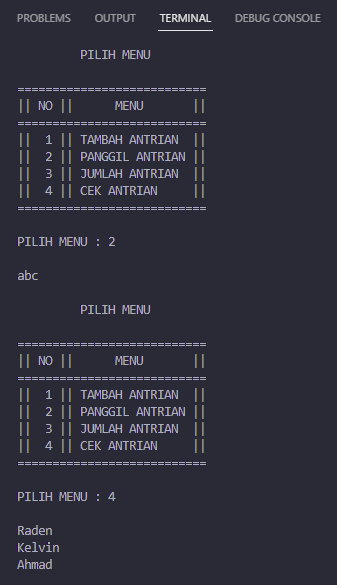 PROBLEMS OUTPUT TERMINAL DEBUG CONSOLE
PILIH MENU
===========================
|| NO ||      MENU       ||
===========================
||  1 || TAMBAH ANTRIAN  ||
||  2 || PANGGIL ANTRIAN ||
||  3 || JUMLAH ANTRIAN  ||
||  4 || CEK ANTRIAN     ||
===========================
PILIH MENU : 2
abc
PILIH MENU
===========================
|| NO ||      MENU       ||
===========================
||  1 || TAMBAH ANTRIAN  ||
||  2 || PANGGIL ANTRIAN ||
||  3 || JUMLAH ANTRIAN  ||
||  4 || CEK ANTRIAN     ||
===========================
PILIH MENU : 4
Raden
Kelvin
Ahmad